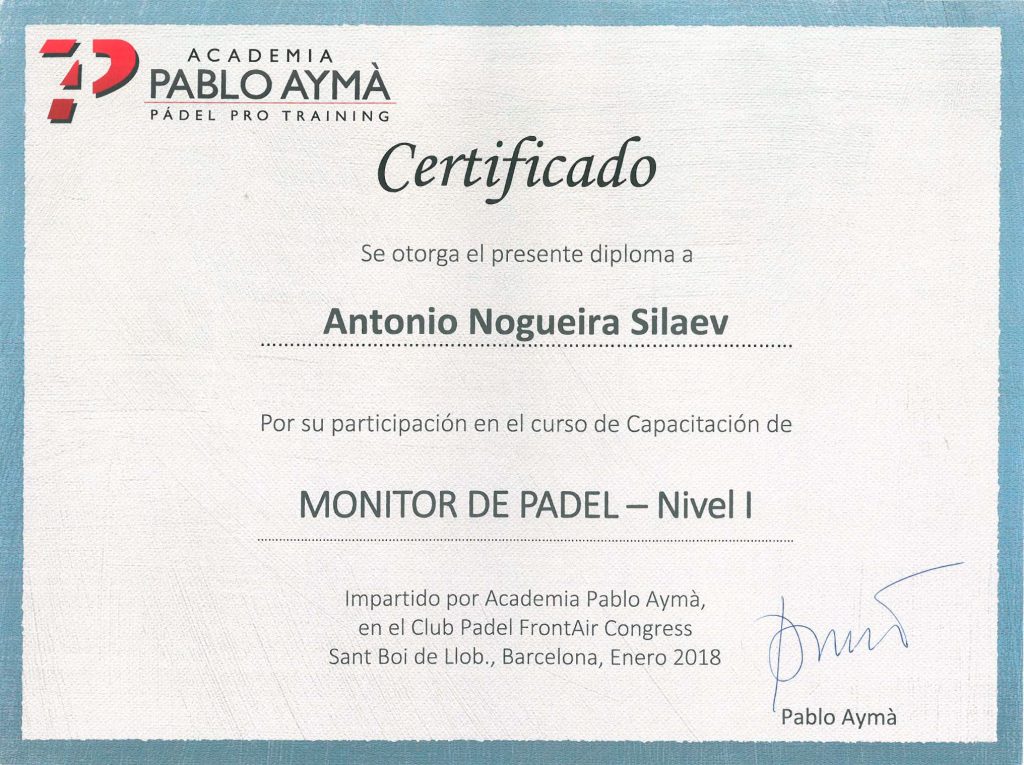 ACADEMIA
PABLO AYMÀ
PÁDEL PRO TRAINING
Certificado
Se otorga el presente diploma a
Antonio Nogueira Silaev
Por su participación en el curso de Capacitación de
MONITOR DE PADEL – Nivel I
Impartido por Academia Pablo Aymà,
en el Club Padel FrontAir Congress
Sant Boi de Llob., Barcelona, Enero 2018
Pablo Aymà